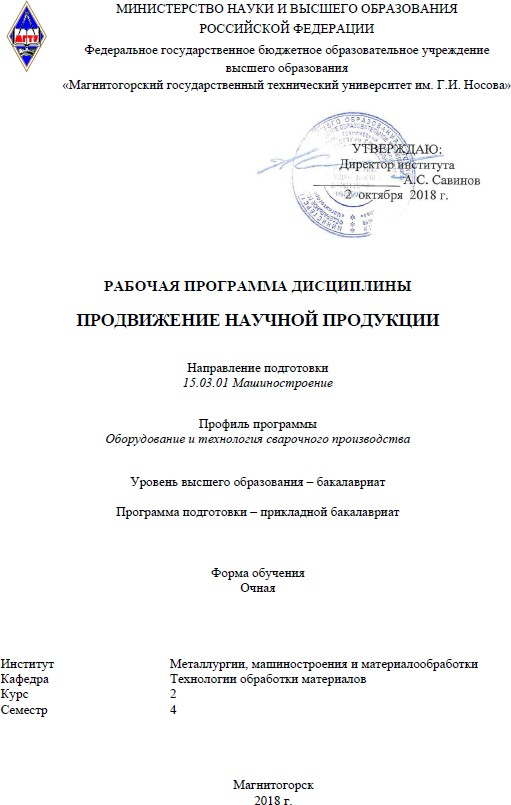 МИНИСТЕРСТВО НАУКИ И ВЫСШЕГО ОБРАЗОВАНИЯ
РОССИЙСКОЙ ФЕДЕРАЦИИ
Федеральное государственное бюджетное образовательное учреждение
высшего образования
«Магнитогорский государственный технический университет им. Г.И. Носова»
МГТУ
УТВЕРЖДАЮ:
Директор института
А.С. Савинов
2 октября 2018 г.
РАБОЧАЯ ПРОГРАММА ДИСЦИПЛИНЫ
ПРОДВИЖЕНИЕ НАУЧНОЙ ПРОДУКЦИИ
Направление подготовки
15.03.01 Машиностроение
Профиль программы
Оборудование и технология сварочного производства
Уровень высшего образования – бакалавриат
Программа подготовки – прикладной бакалавриат
Форма обучения
Очная
Институт Металлургии, машиностроения и материалообработки
Кафедра Технологии обработки материалов
Курс 2
Семестр 4
Магнитогорск
2018 г.